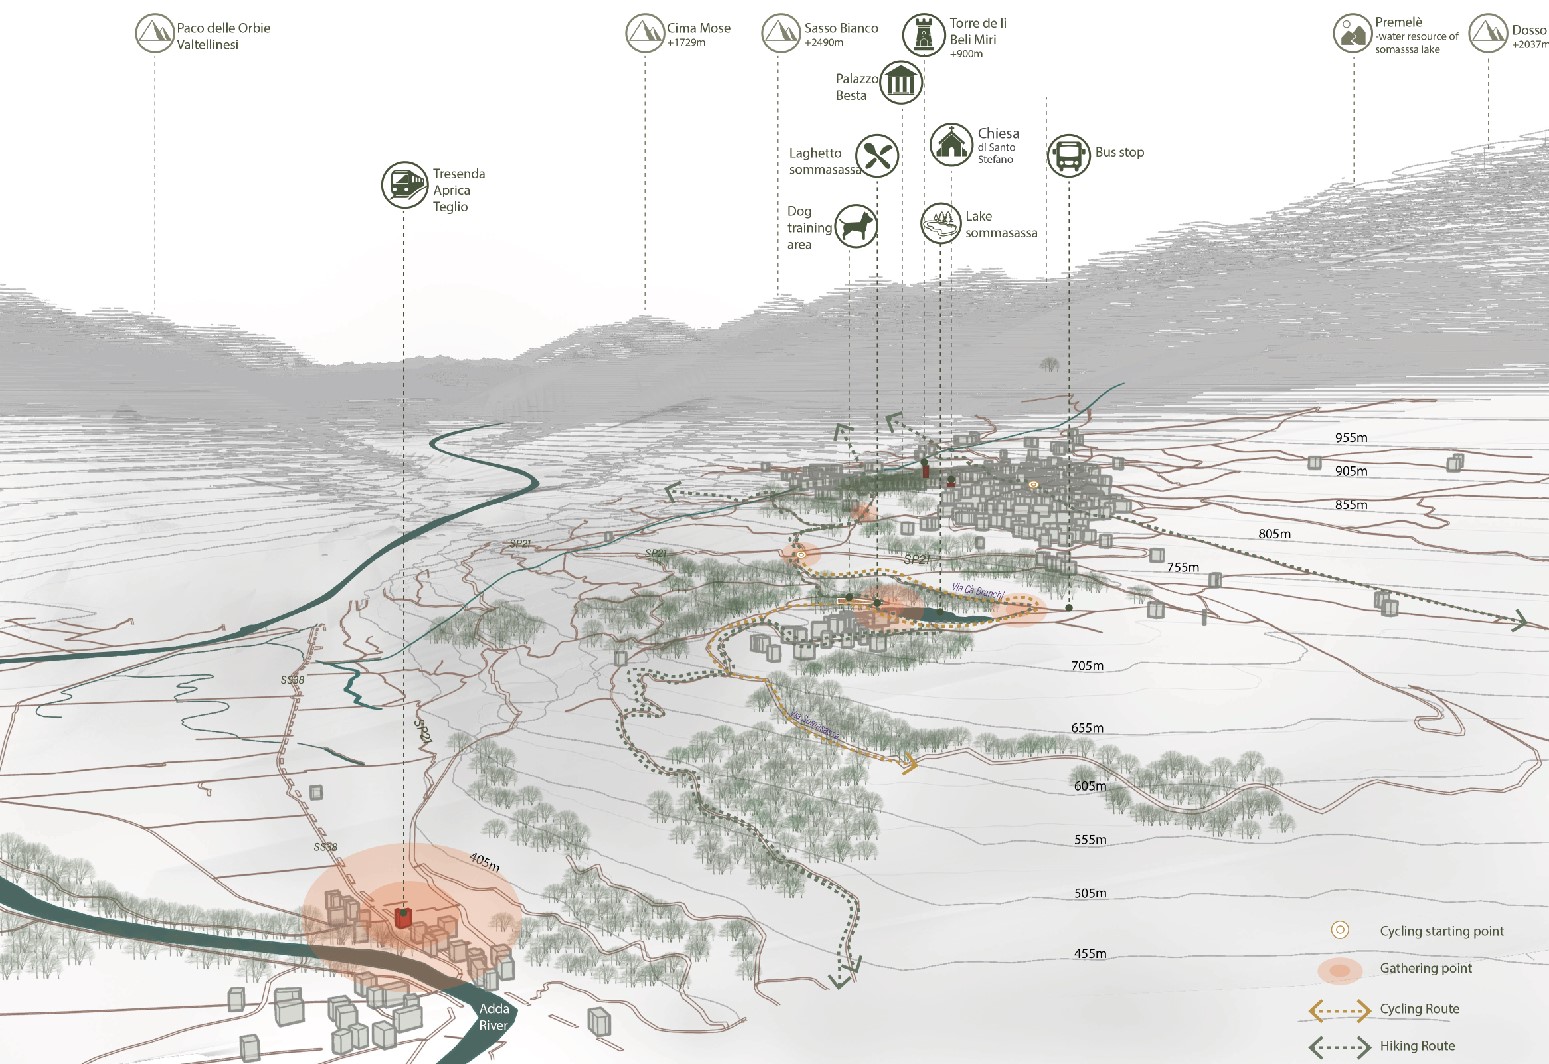 Paco delle Orbie
Valtellinesi
Cima Mose
+1729m
Sasso Bianco
+2490m
Torre de li
Beli Miri
+900m
Premelè
-water resource of
somasssa lake
Dosso
+2037m
Palazzo
Besta
Laghetto
sommasassa
Chiesa
di Santo
Stefano
Bus stop
Tresenda
Aprica
Teglio
Dog
training
area
Lake
sommasassa
955m
905m
855m
805m
755m
SP21
SP21
SP21
705m
SS38
SP21
655m
605m
555m
SS38
405m
505m
455m
Adda
River
Cycling starting point
Gathering point
Cycling Route
Hiking Route